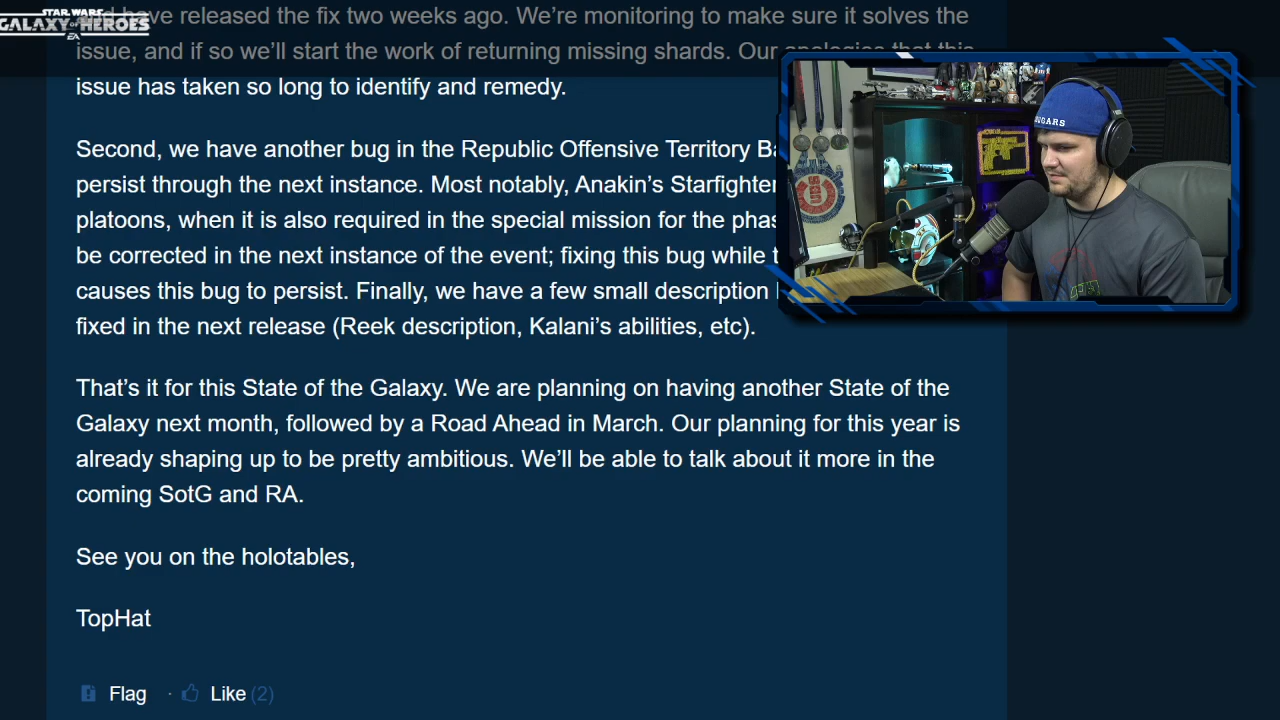 STAR WARS
GALAXY OF HEROES
EA
have released the fix two weeks ago. We're monitoring to make sure it solves the
issue, and if so we'll start the work of returning missing shards. Our apologies that this
issue has taken so long to identify and remedy.
Second, we have another bug in the Republic Offensive Territory Ba
persist through the next instance. Most notably, Anakin's Starfighter
platoons, when it is also required in the special mission for the phas
be corrected in the next instance of the event; fixing this bug while t
causes this bug to persist. Finally, we have a few small description
fixed in the next release (Reek description, Kalani's abilities, etc).
That's it for this State of the Galaxy. We are planning on having another State of the
Galaxy next month, followed by a Road Ahead in March. Our planning for this year is
already shaping up to be pretty ambitious. We'll be able to talk about it more in the
coming SotG and RA.
See you on the holotables,
TopHat
Flag · Like (2)
OUGARS